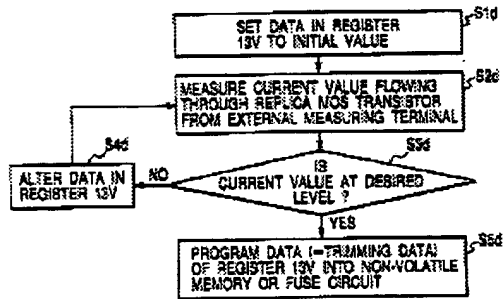 S1d
SET DATA IN REGISTER
13V TO INITIAL VALUE
S2d
MEASURE CURRENT VALUE FLOWING
THROUGH REPLICA MOS TRANSISTOR
FROM EXTERNAL MEASURING TERMINAL
S3d
IS
CURRENT VALUE AT DESIRED
LEVEL ?
NO
S4d
ALTER DATA IN
REGISTER 13V
YES
S5d
PROGRAM DATA (=TRIMMING DATA)
OF REGISTER 13V INTO NON-VOLATILE
MEMORY OR FUSE CIRCUIT